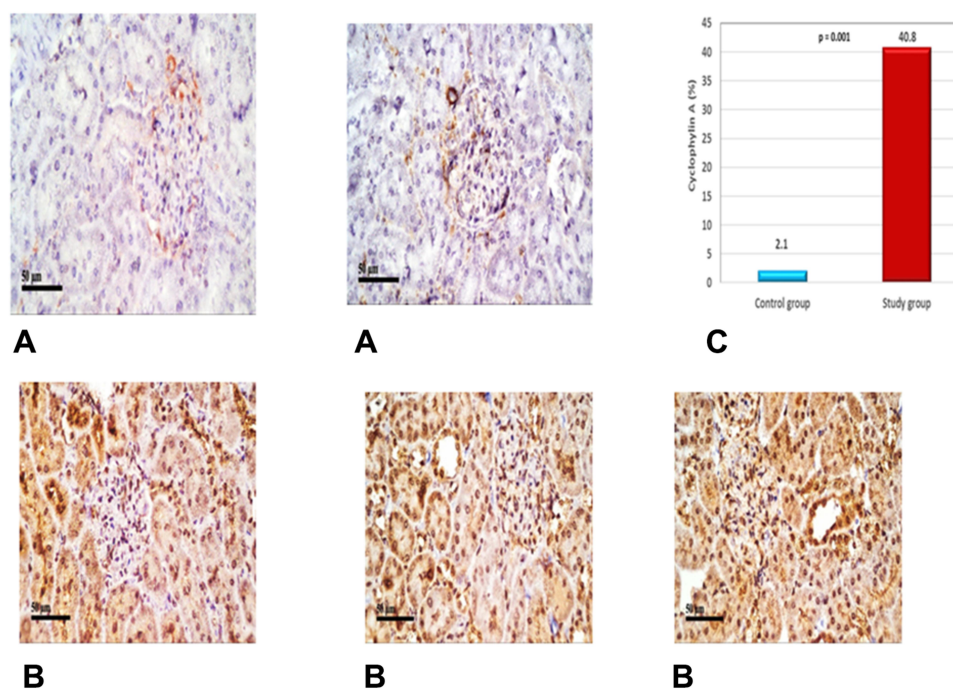 50 µm
A
50 µm
A
45
40
35
30
25
20
15
10
5
0
Cyclophylin A (%)
p = 0.001
40.8
2.1
Control group
Study group
C
50 µm
B
50 µm
B
50 µm
B